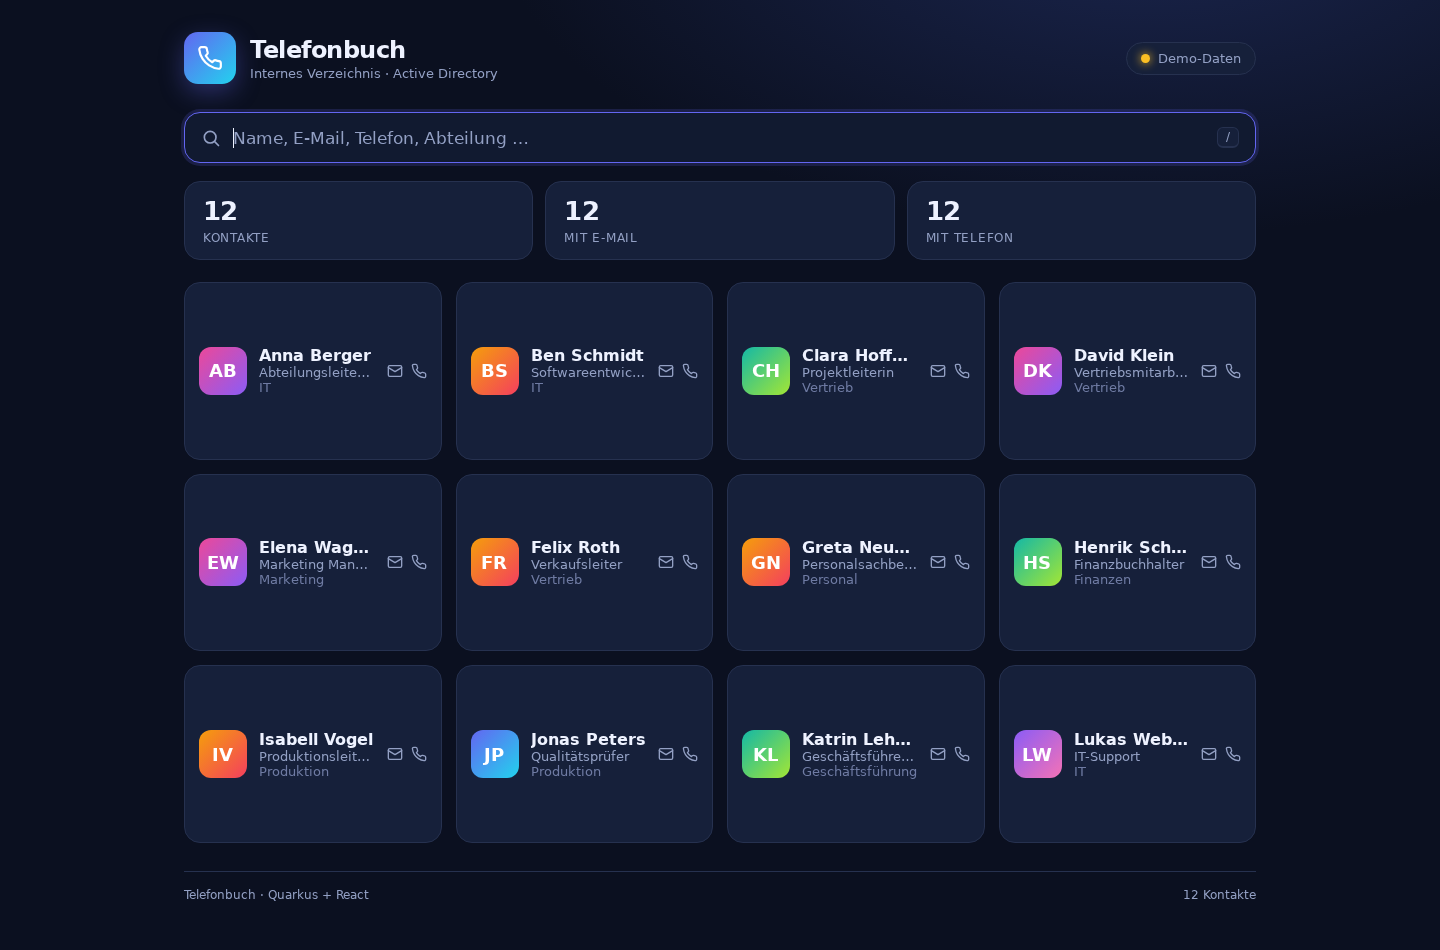 Telefonbuch
Internes Verzeichnis · Active Directory
Demo-Daten
Name, E-Mail, Telefon, Abteilung …
/
12
KONTAKTE
12
MIT E-MAIL
12
MIT TELEFON
AB
Anna Berger
Abteilungsleite…
IT
BS
Ben Schmidt
Softwareentwic…
IT
CH
Clara Hoff…
Projektleiterin
Vertrieb
DK
David Klein
Vertriebsmitarb…
Vertrieb
EW
Elena Wag…
Marketing Man…
Marketing
FR
Felix Roth
Verkaufsleiter
Vertrieb
GN
Greta Neu…
Personalsachbe…
Personal
HS
Henrik Sch…
Finanzbuchhalter
Finanzen
IV
Isabell Vogel
Produktionsleit…
Produktion
JP
Jonas Peters
Qualitätsprüfer
Produktion
KL
Katrin Leh…
Geschäftsführe…
Geschäftsführung
LW
Lukas Web…
IT-Support
IT
Telefonbuch · Quarkus + React
12 Kontakte